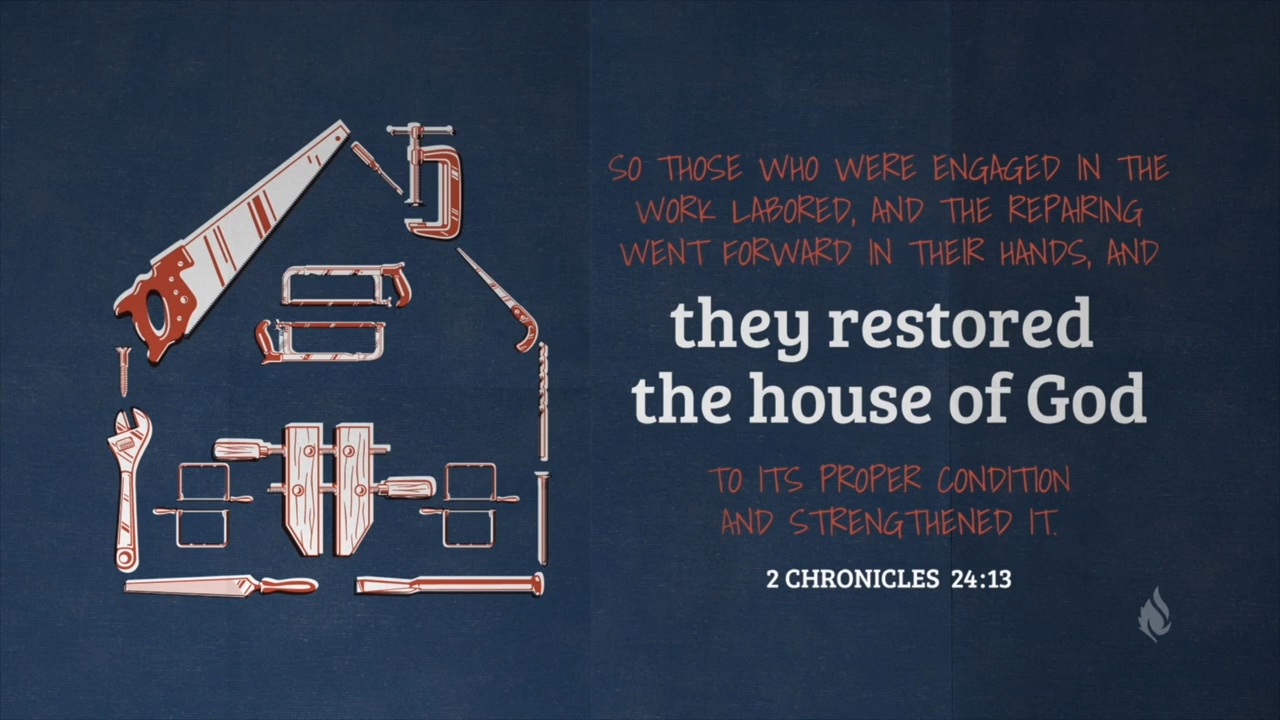 SO THOSE WHO WERE ENGAGED IN THE
WORK LABORED, AND THE REPAIRING
WENT FORWARD IN THEIR HANDS, AND
they restored
the house of God
TO ITS PROPER CONDITION
AND STRENGTHENED IT.
2 CHRONICLES 24:13